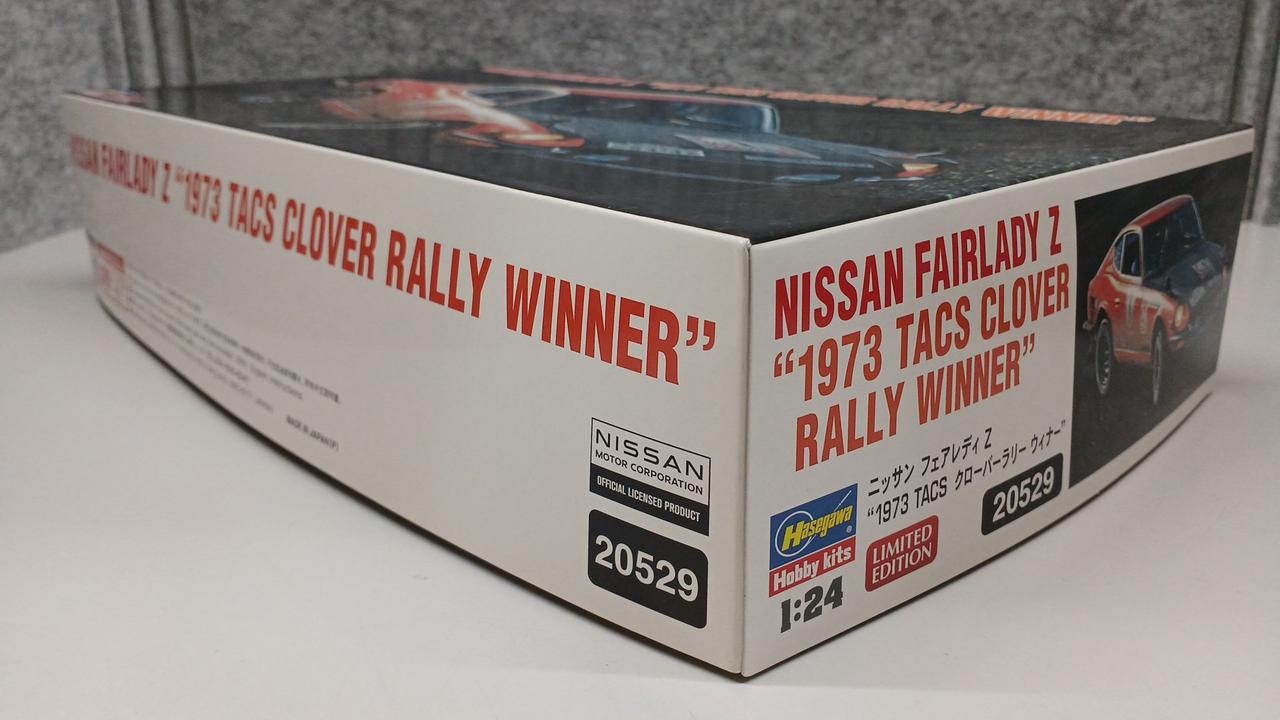 RALLY WINNER”
NISSAN FAIRLADY Z “1973 TACS CLOVER RALLY WINNER”
MADE IN JAPAN(P)
NISSAN
MOTOR CORPORATION
OFFICIAL LICENSED PRODUCT
20529
NISSAN FAIRLADY Z
“1973 TACS CLOVER
RALLY WINNER”
ニッサン フェアレディ Z
“1973 TACS クローバーラリー ウィナー”
20529
Hasegawa®
Hobby kits
LIMITED
EDITION
1:24